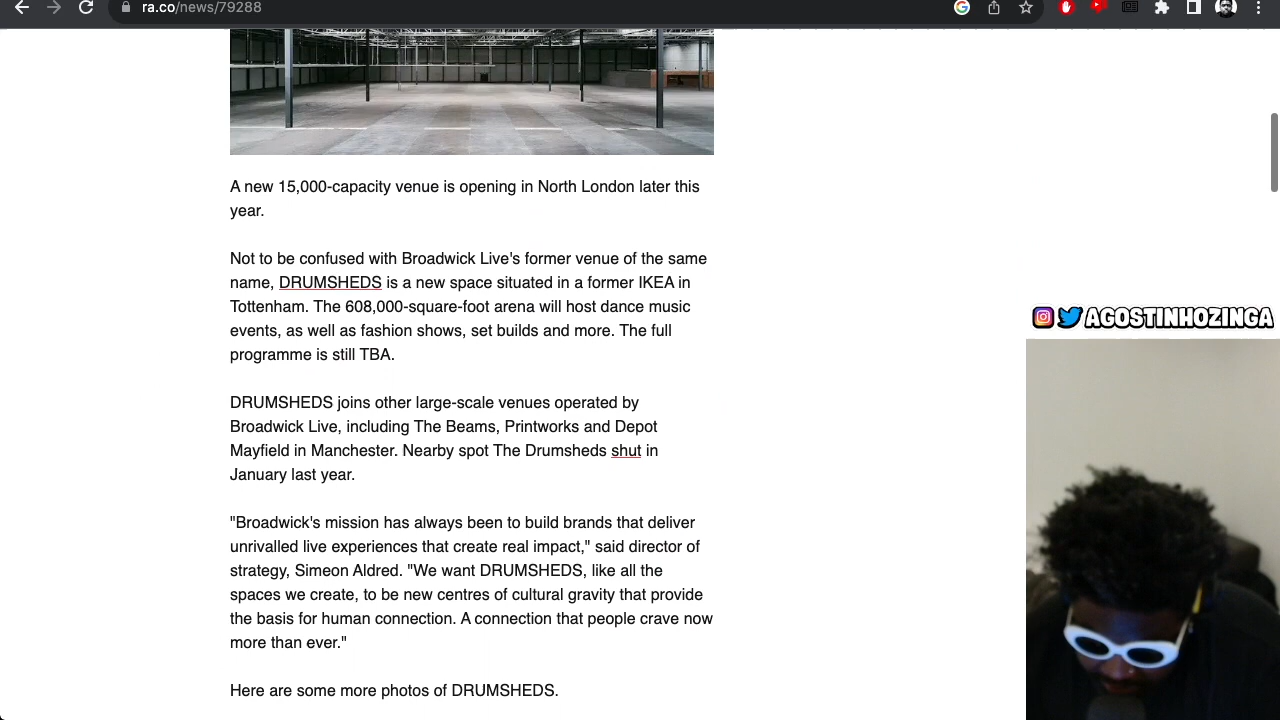 ra.co/news/79288
A new 15,000-capacity venue is opening in North London later this
year.
Not to be confused with Broadwick Live's former venue of the same
name, DRUMSHEDS is a new space situated in a former IKEA in
Tottenham. The 608,000-square-foot arena will host dance music
events, as well as fashion shows, set builds and more. The full
programme is still TBA.
DRUMSHEDS joins other large-scale venues operated by
Broadwick Live, including The Beams, Printworks and Depot
Mayfield in Manchester. Nearby spot The Drumsheds shut in
January last year.
"Broadwick's mission has always been to build brands that deliver
unrivalled live experiences that create real impact," said director of
strategy, Simeon Aldred. "We want DRUMSHEDS, like all the
spaces we create, to be new centres of cultural gravity that provide
the basis for human connection. A connection that people crave now
more than ever."
Here are some more photos of DRUMSHEDS.
AGOSTINHOZINGA